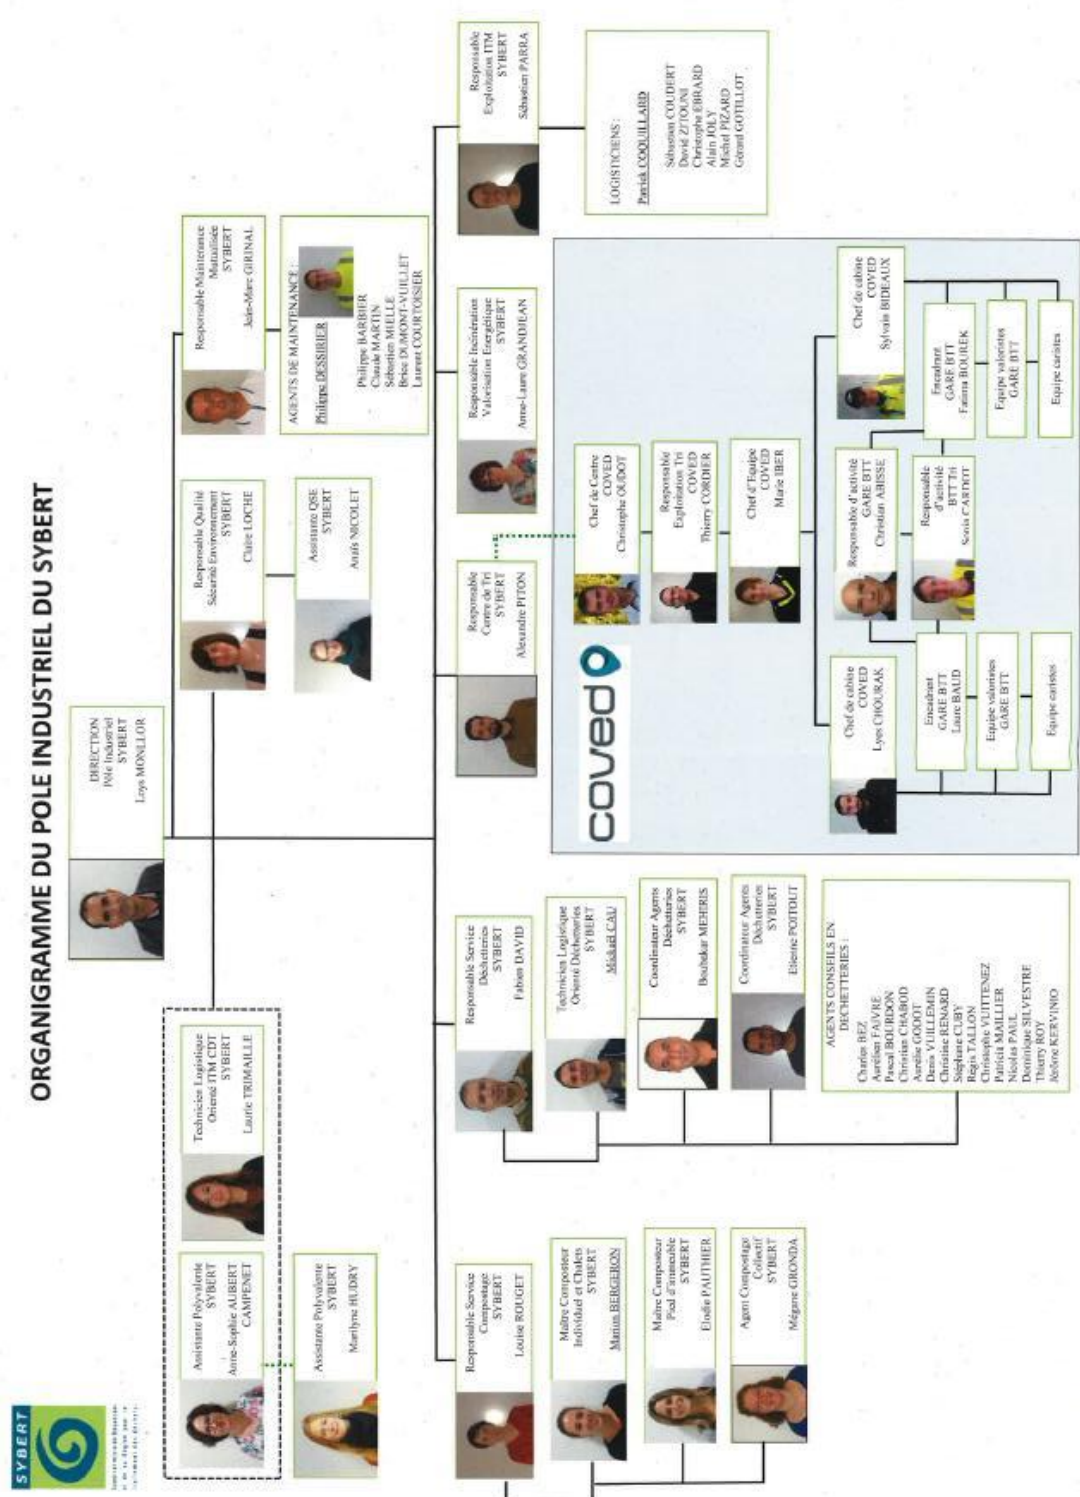 SYBERT
ORGANIGRAMME DU POLE INDUSTRIEL DU SYBERT
DIRECTION
Pôle Industriel
SYBERT
Loys MONLLOR
Assistante Polyvalente
SYBERT
Anne-Sophie AUBERT
CAMPENET
Technicien Logistique
Orienté ITM CDT
SYBERT
Laurie TRIMAILLE
Assistante Polyvalente
SYBERT
Marilyne HUDRY
Responsable Qualité
Sécurité Environnement
SYBERT
Claire LOCHE
Assistante QSE
SYBERT
Anaïs NICOLET
Responsable Maintenance
Mutualisée
SYBERT
Jean-Marc GIRINAL
AGENTS DE MAINTENANCE :
Philippe DESSIRIER
Philippe BARBIER
Claude MARTIN
Sébastien MIELLE
Brice DUMONT-VUILLET
Laurent COURTOISIER
Responsable Service
Compostage
SYBERT
Louise ROUGET
Maître Composteur
Individuel et Chalets
SYBERT
Marion BERGERON
Maître Composteur
Pied d'immeuble
SYBERT
Elodie PAUTHIER
Agent Compostage
Collectif
SYBERT
Mégane GRONDA
Responsable Service
Déchetteries
SYBERT
Fabien DAVID
Technicien Logistique
Orienté Déchetteries
SYBERT
Mickaël CAU
Coordinateur Agents
Déchetteries
SYBERT
Boubekar MEHIRIS
Coordinateur Agents
Déchetteries
SYBERT
Etienne POITOUT
AGENTS CONSEILS EN
DECHETTERIES :
Charles BEZ
Aurélien FAIVRE
Pascal BOURDON
Christian CHABOD
Aurélie GODOT
Denis VUILLEMIN
Christine RENARD
Stéphane CUBY
Régis TALLON
Christophe VUITTENEZ
Patricia MAILLIER
Nicolas PAUL
Dominique SILVESTRE
Thierry ROY
Jérôme KERVINIO
Responsable
Centre de Tri
SYBERT
Alexandre PITON
Responsable Incinération
Valorisation Energétique
SYBERT
Anne-Laure GRANDJEAN
Responsable
Exploitation ITM
SYBERT
Sébastien PARRA
LOGISTICIENS :
Patrick COQUILLARD
Sébastien COUDERT
David ZITOUNI
Christophe EBRARD
Alain JOLY
Michel PIZARD
Gérard GOTILLOT
coved
Chef de Centre
COVED
Christophe OUDOT
Responsable
Exploitation Tri
COVED
Thierry CORDIER
Chef d'Equipe
COVED
Marie IBER
Chef de cabine
COVED
Lyes CHOURAK
Responsable d'activité
GARE BTT
Christian ABISSE
Chef de cabine
COVED
Sylvain BIDEAUX
Encadrant
GARE BTT
Laure BAUD
Responsable
d'activité
BTT Tri
Sonia CARDOT
Encadrant
GARE BTT
Fatima BOUREK
Equipe valoristes
GARE BTT
Equipe valoristes
GARE BTT
Equipe caristes
Equipe caristes